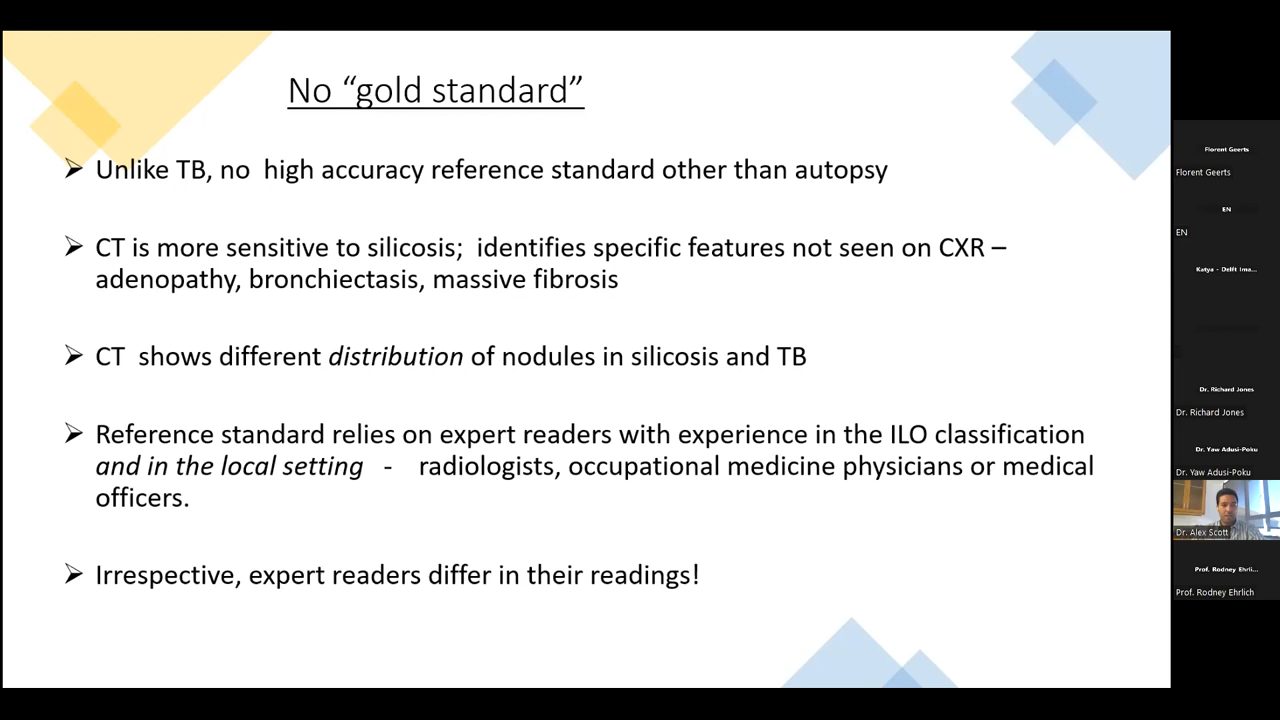 No “gold standard”
Unlike TB, no high accuracy reference standard other than autopsy
CT is more sensitive to silicosis; identifies specific features not seen on CXR –
adenopathy, bronchiectasis, massive fibrosis
CT shows different distribution of nodules in silicosis and TB
Reference standard relies on expert readers with experience in the ILO classification
and in the local setting - radiologists, occupational medicine physicians or medical
officers.
Irrespective, expert readers differ in their readings!
Florent Geerts
Florent Geerts
EN
EN
Katya - Delft Ima...
Dr. Richard Jones
Dr. Richard Jones
Dr. Yaw Adusi-Poku
Dr. Yaw Adusi-Poku
Dr. Alex Scott
Prof. Rodney Ehrli...
Prof. Rodney Ehrlich